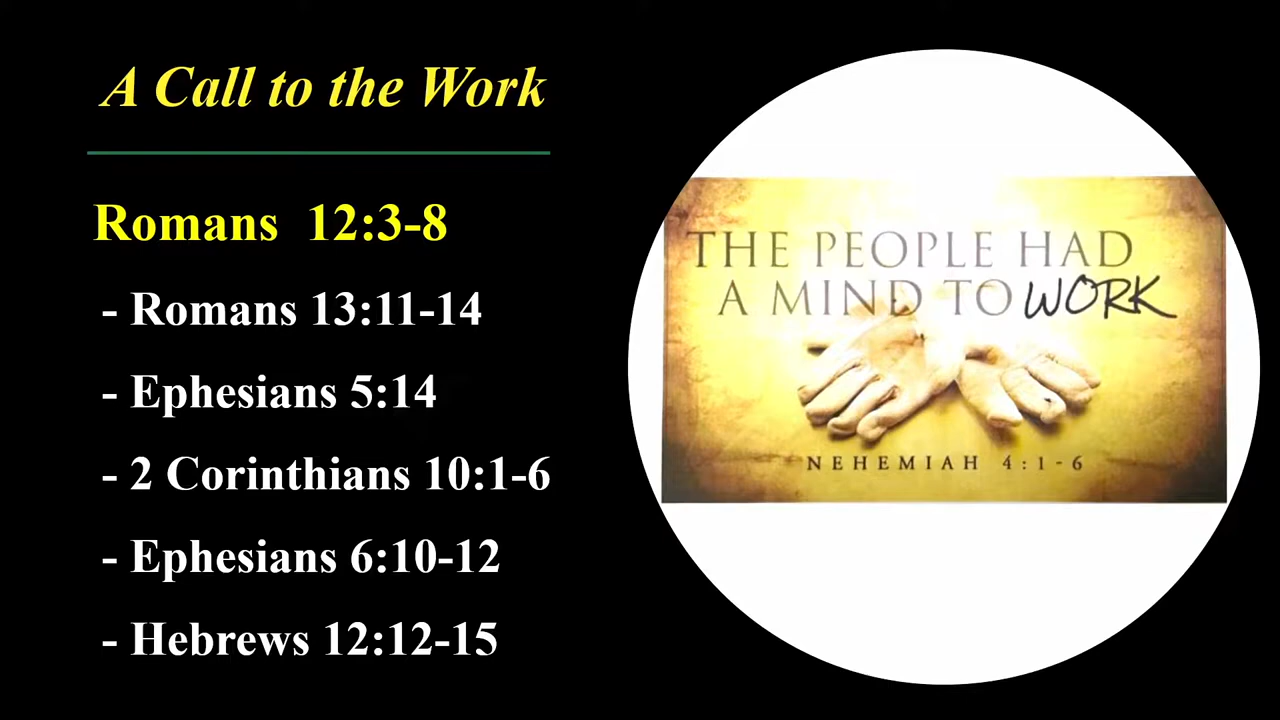 A Call to the Work
Romans 12:3-8
- Romans 13:11-14
- Ephesians 5:14
- 2 Corinthians 10:1-6
- Ephesians 6:10-12
- Hebrews 12:12-15
THE PEOPLE HAD
A MIND TO WORK
NEHEMIAH 4:1-6